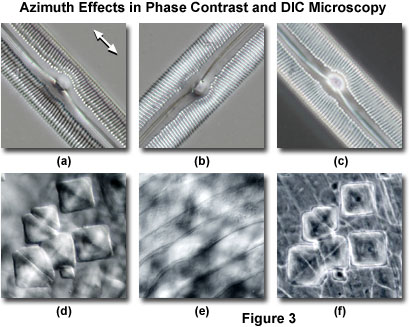 Azimuth Effects in Phase Contrast and DIC Microscopy
(a) (b) (c)
(d) (e) (f)
Figure 3